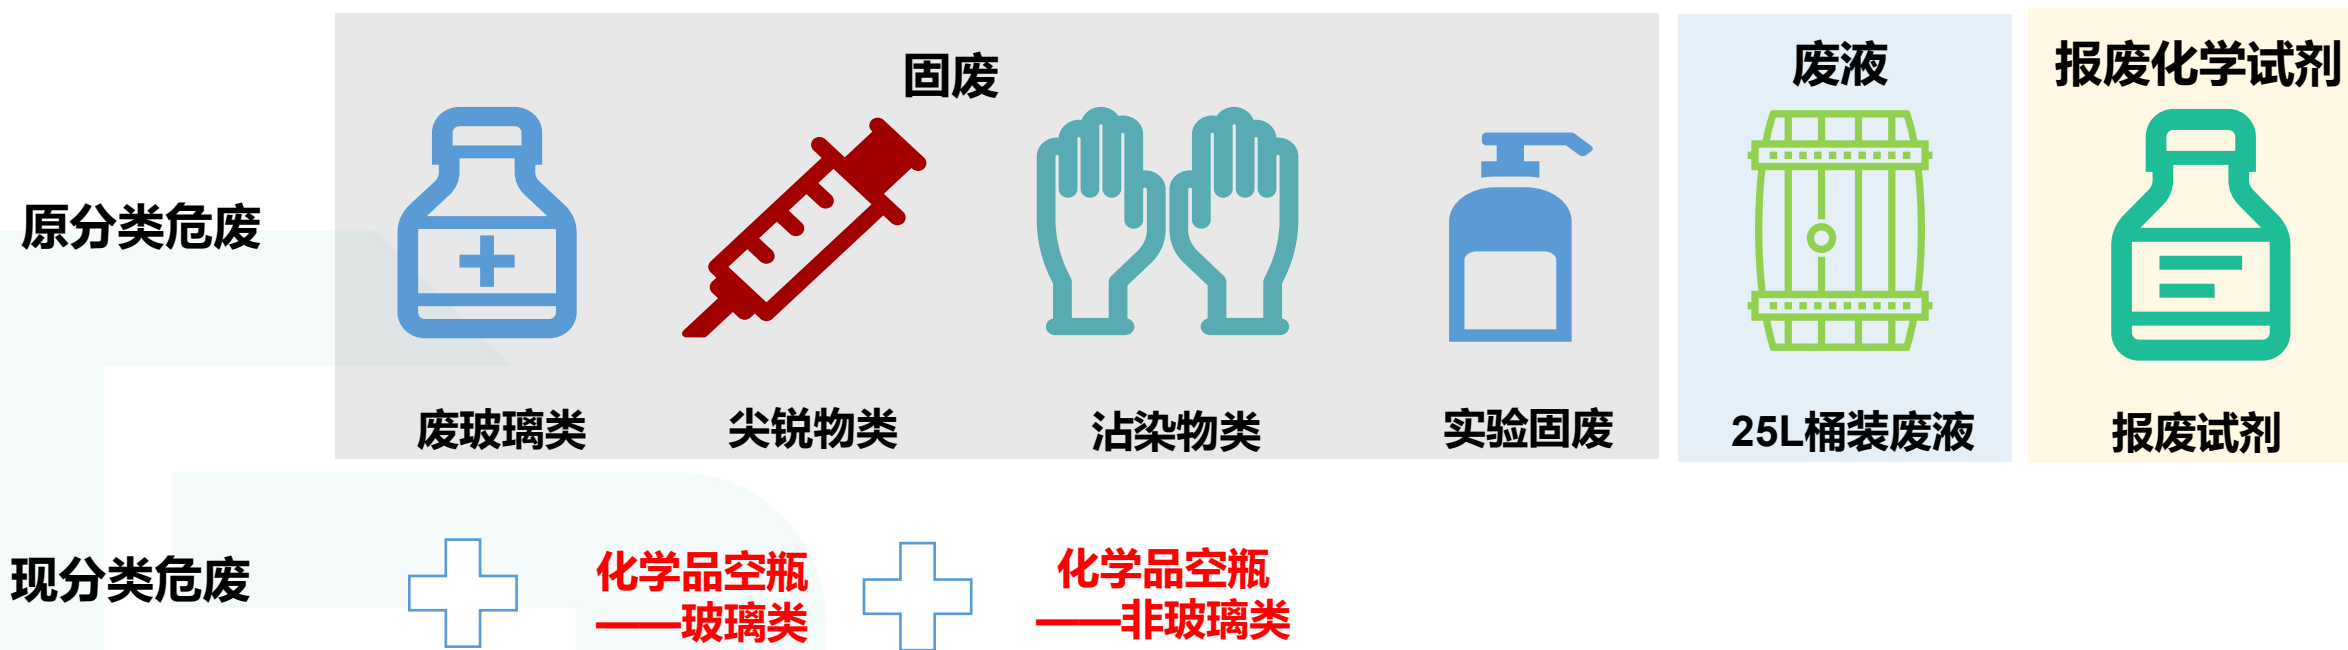 固废
废液
报废化学试剂
原分类危废
废玻璃类
尖锐物类
沾染物类
实验固废
25L桶装废液
报废试剂
现分类危废
化学品空瓶
——玻璃类
化学品空瓶
——非玻璃类